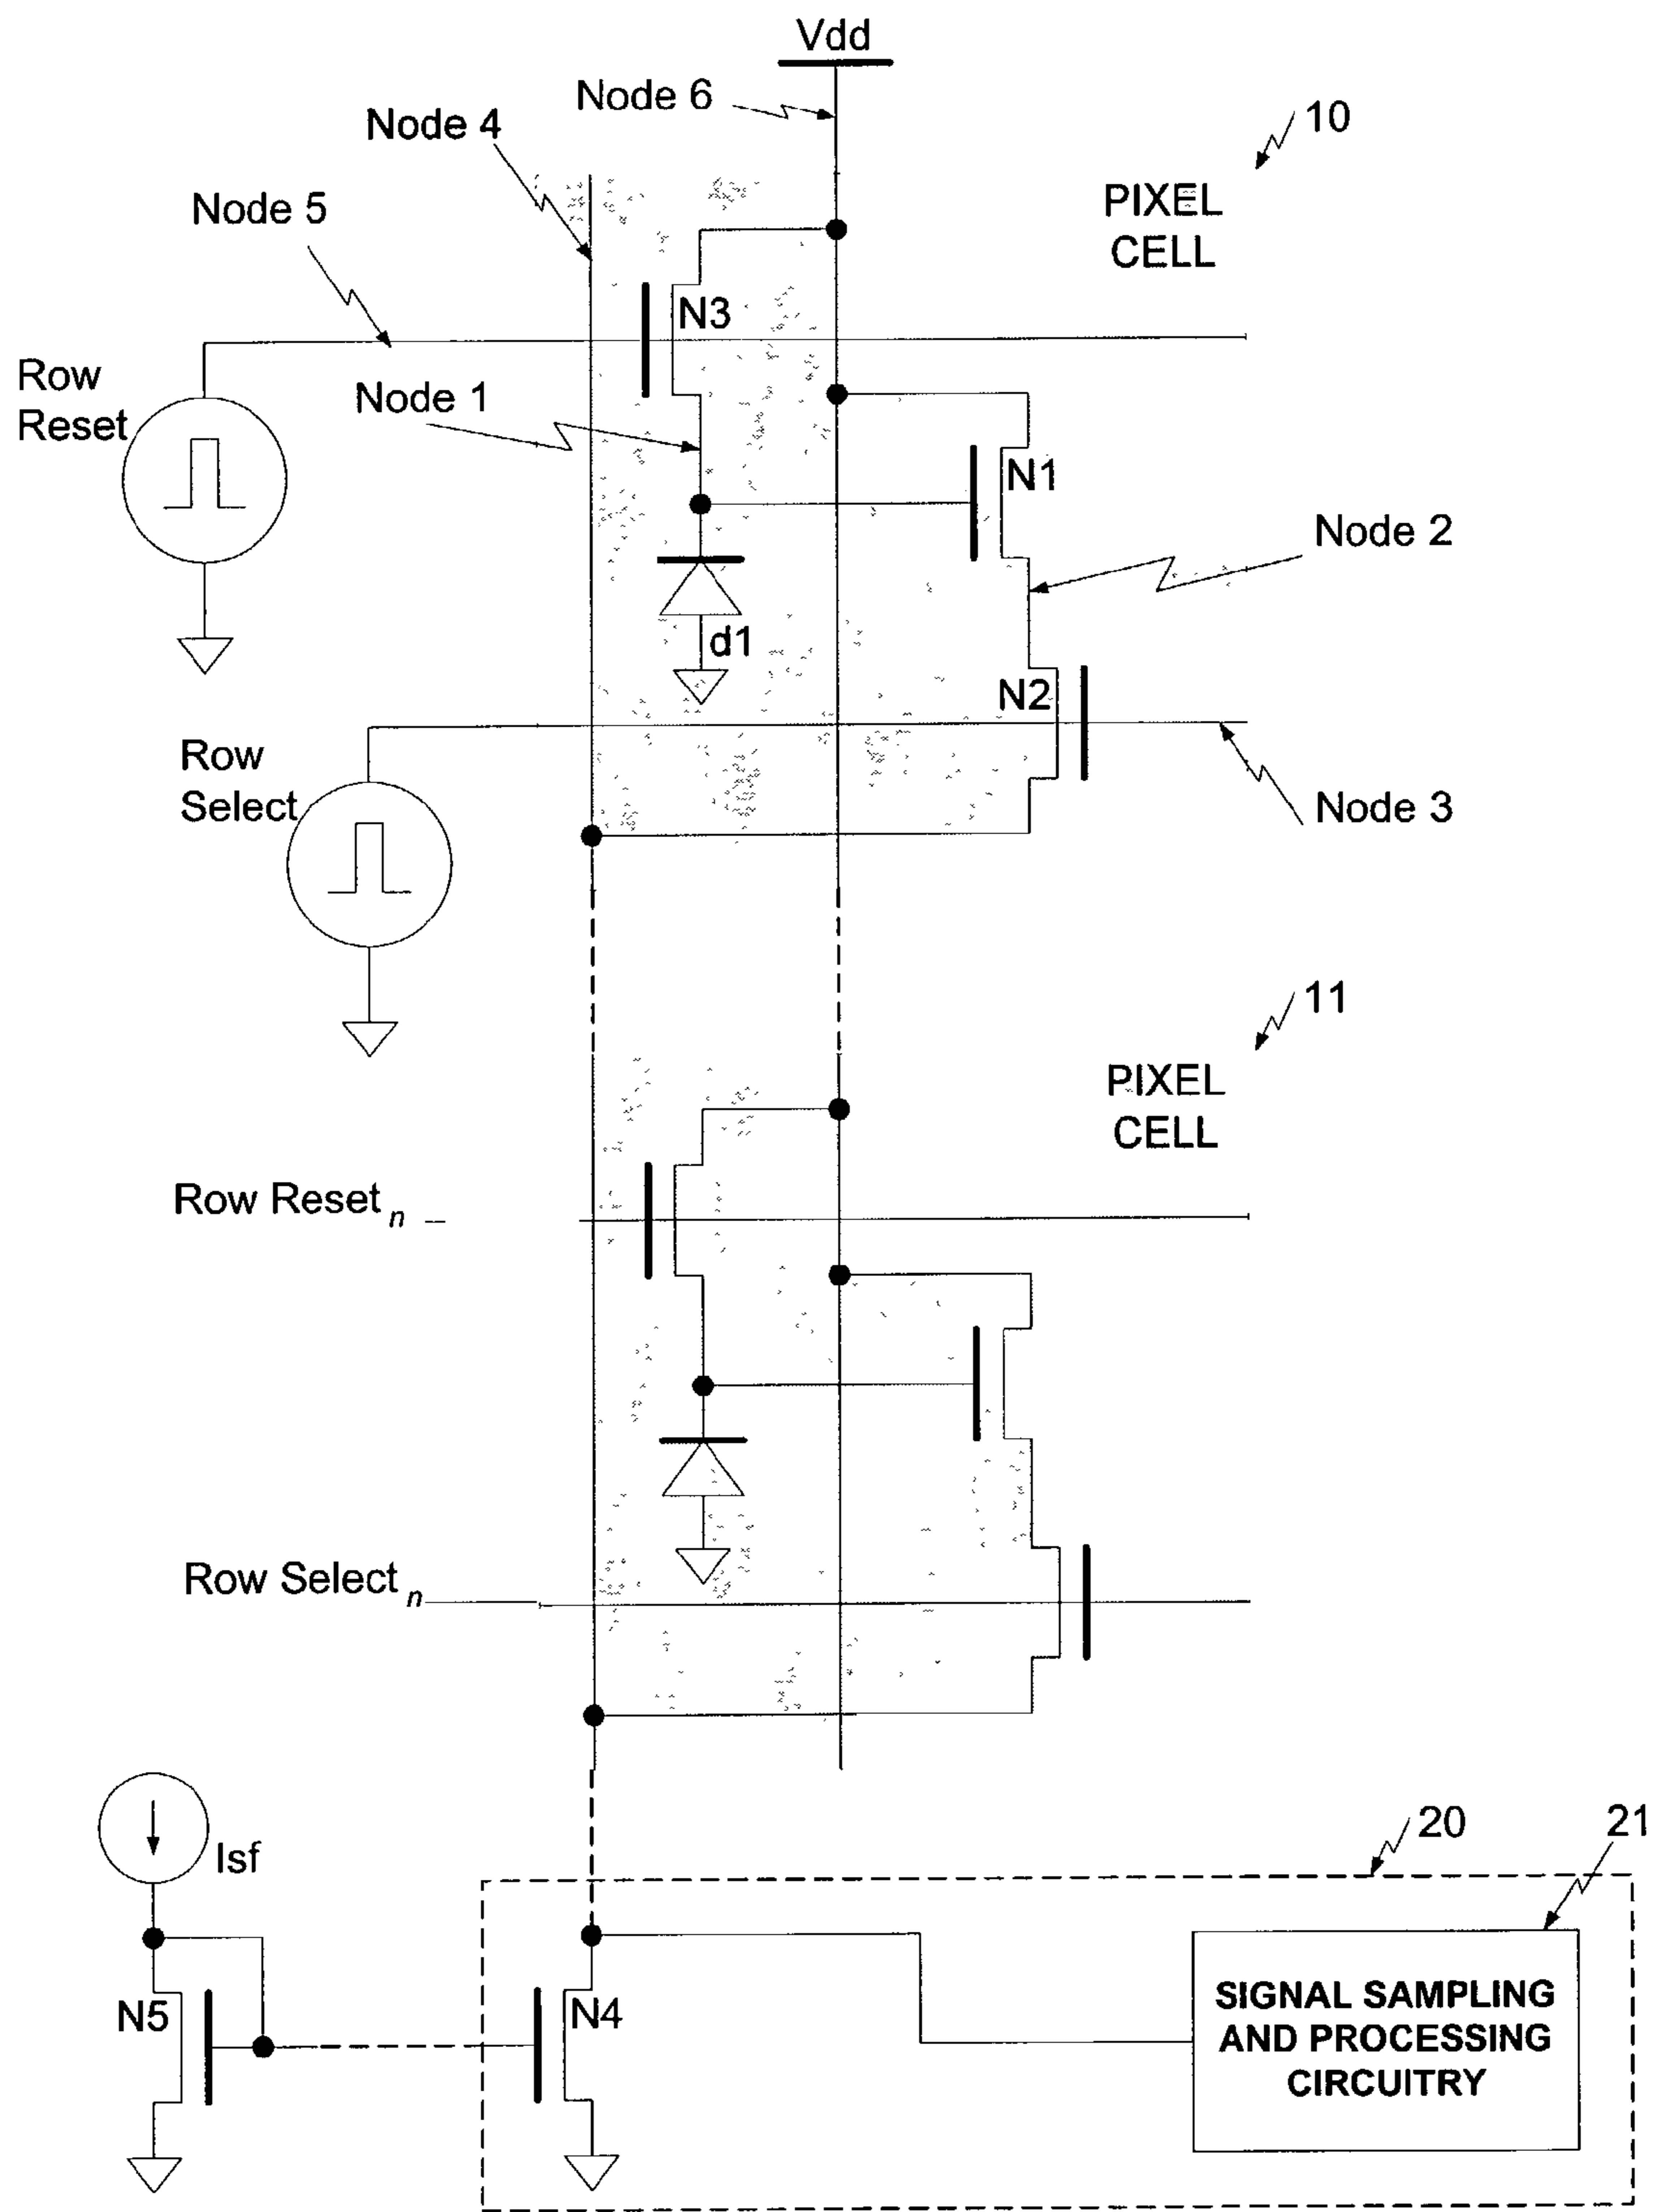 Vdd
Node 6
Node 4
10
Node 5
PIXEL
CELL
N3
Row
Reset
Node 1
N1
Node 2
d1
N2
Row
Select
Node 3
11
PIXEL
CELL
Row Reset n
Row Select n
Isf
20
21
N5
N4
SIGNAL SAMPLING
AND PROCESSING
CIRCUITRY